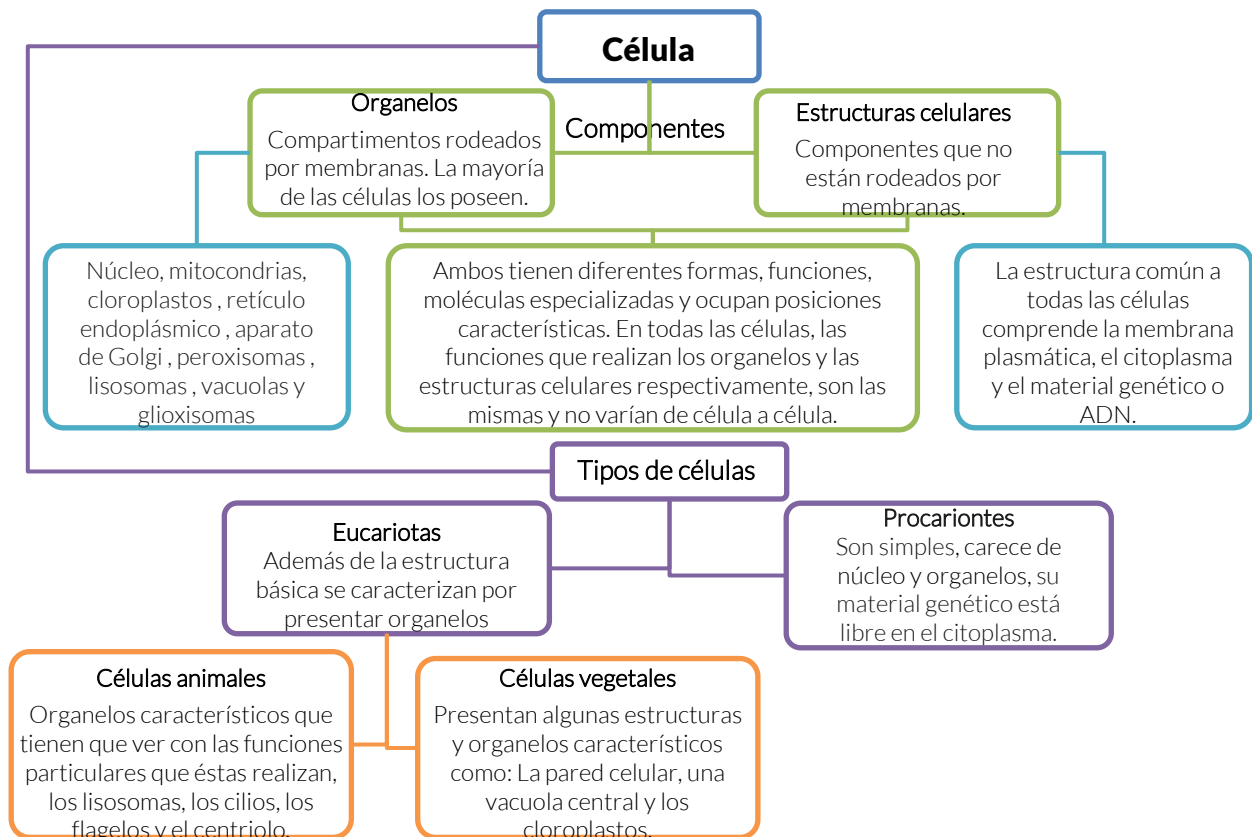 Célula
Organelos
Compartimentos rodeados
por membranas. La mayoría
de las células los poseen.
Componentes
Estructuras celulares
Componentes que no
están rodeados por
membranas.
Núcleo, mitocondrias,
cloroplastos , retículo
endoplásmico , aparato
de Golgi , peroxisomas ,
lisosomas , vacuolas y
glioxisomas
Ambos tienen diferentes formas, funciones,
moléculas especializadas y ocupan posiciones
características. En todas las células, las
funciones que realizan los organelos y las
estructuras celulares respectivamente, son las
mismas y no varían de célula a célula.
La estructura común a
todas las células
comprende la membrana
plasmática, el citoplasma
y el material genético o
ADN.
Tipos de células
Eucariotas
Además de la estructura
básica se caracterizan por
presentar organelos
Procariontes
Son simples, carece de
núcleo y organelos, su
material genético está
libre en el citoplasma.
Células animales
Organelos característicos que
tienen que ver con las funciones
particulares que éstas realizan,
los lisosomas, los cilios, los
flagelos y el centriolo.
Células vegetales
Presentan algunas estructuras
y organelos característicos
como: La pared celular, una
vacuola central y los
cloroplastos.